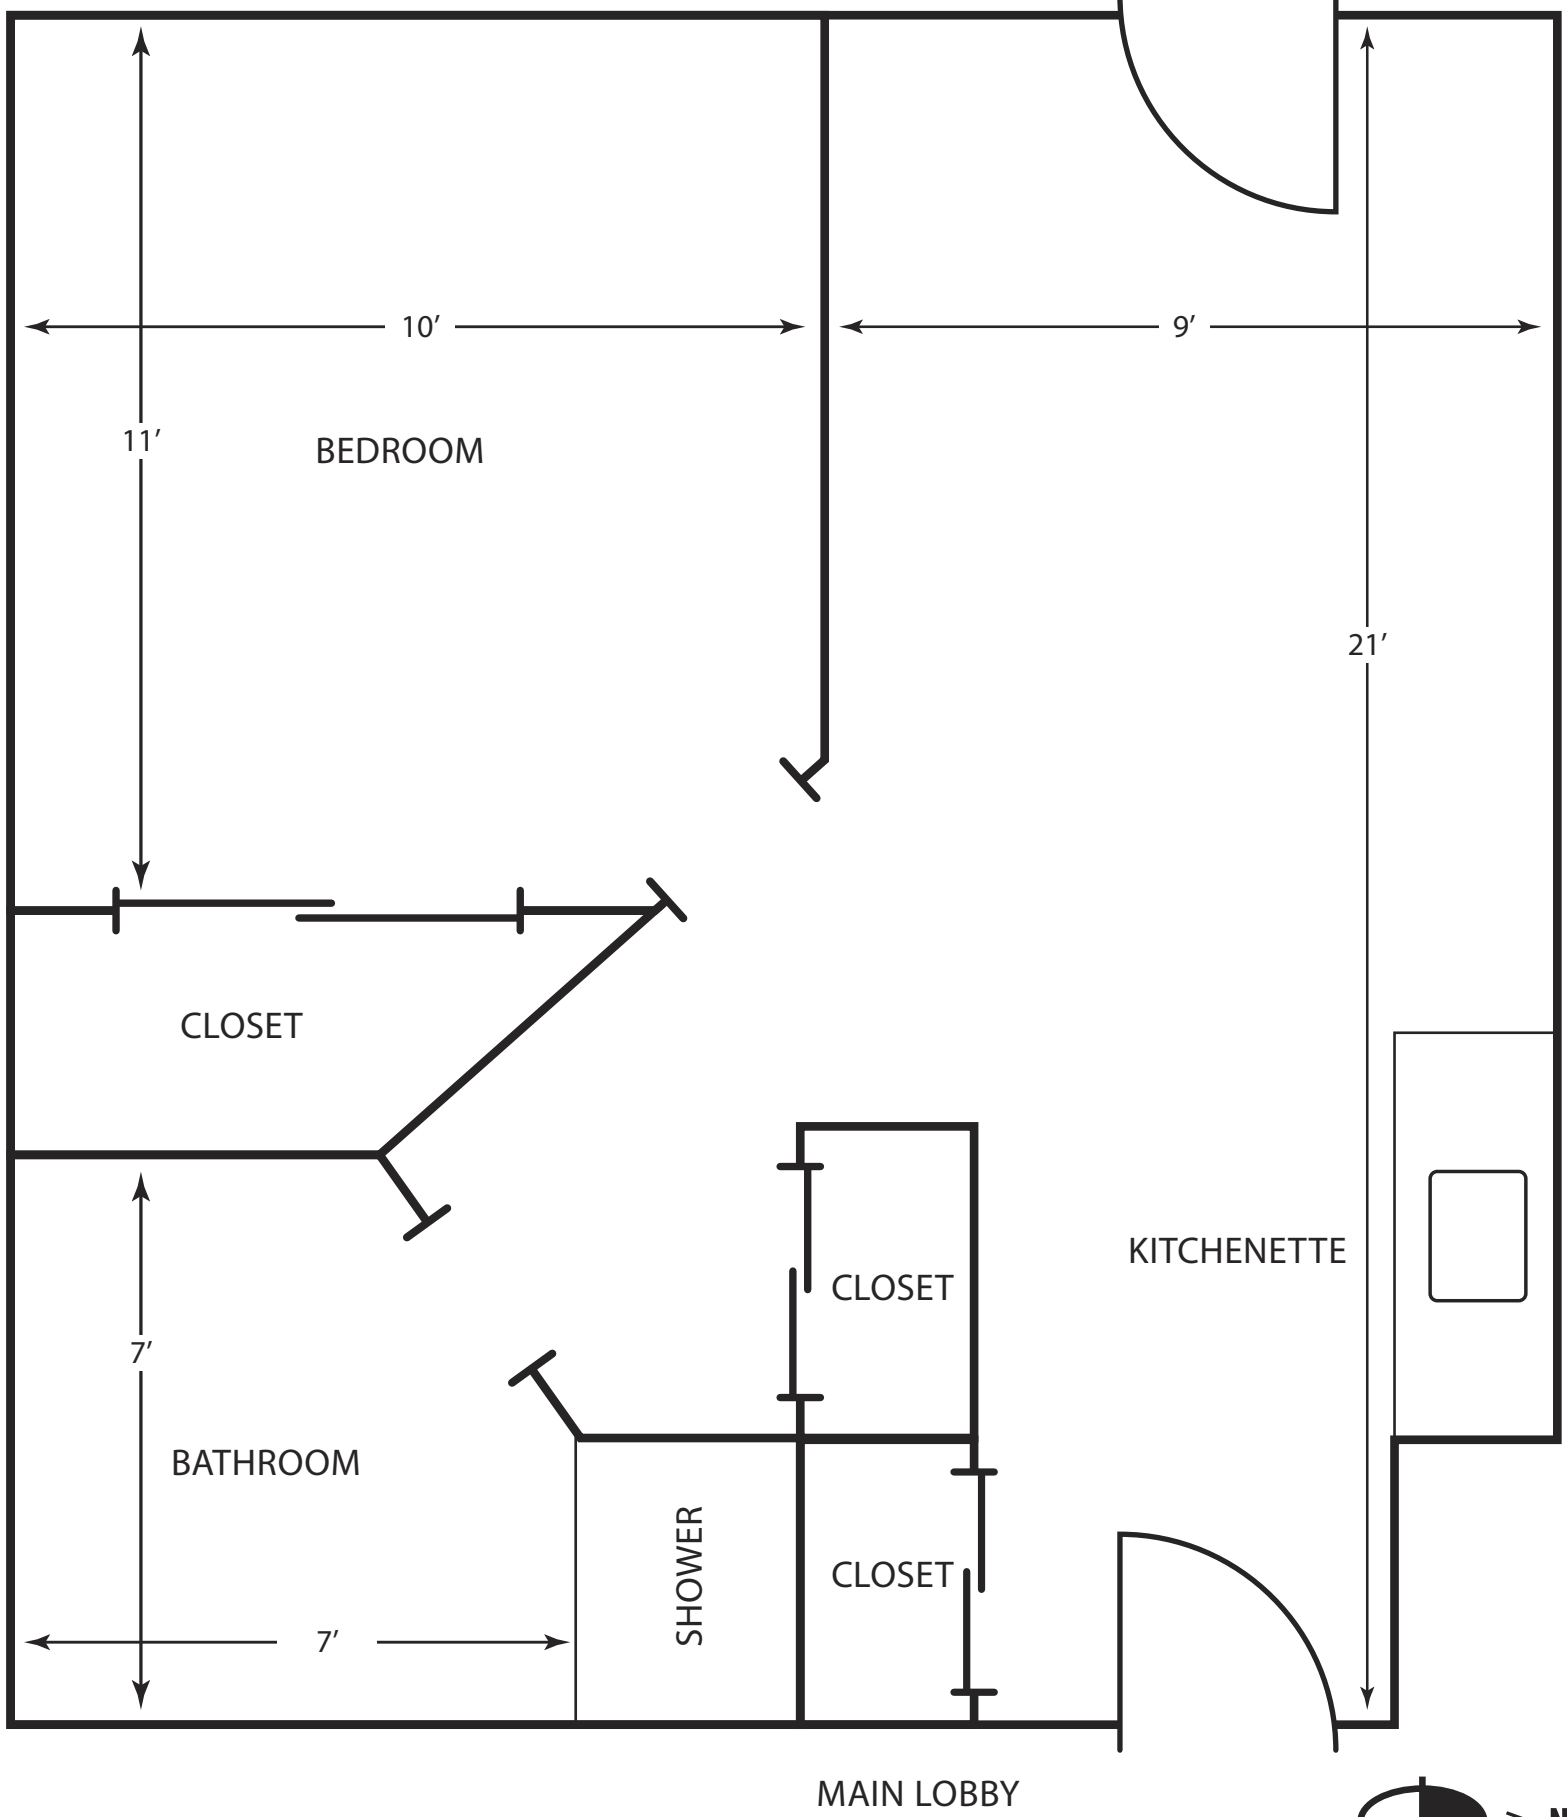 10’
9’
11’
BEDROOM
21’
CLOSET
KITCHENETTE
CLOSET
7’
BATHROOM
SHOWER
CLOSET
7’
MAIN LOBBY